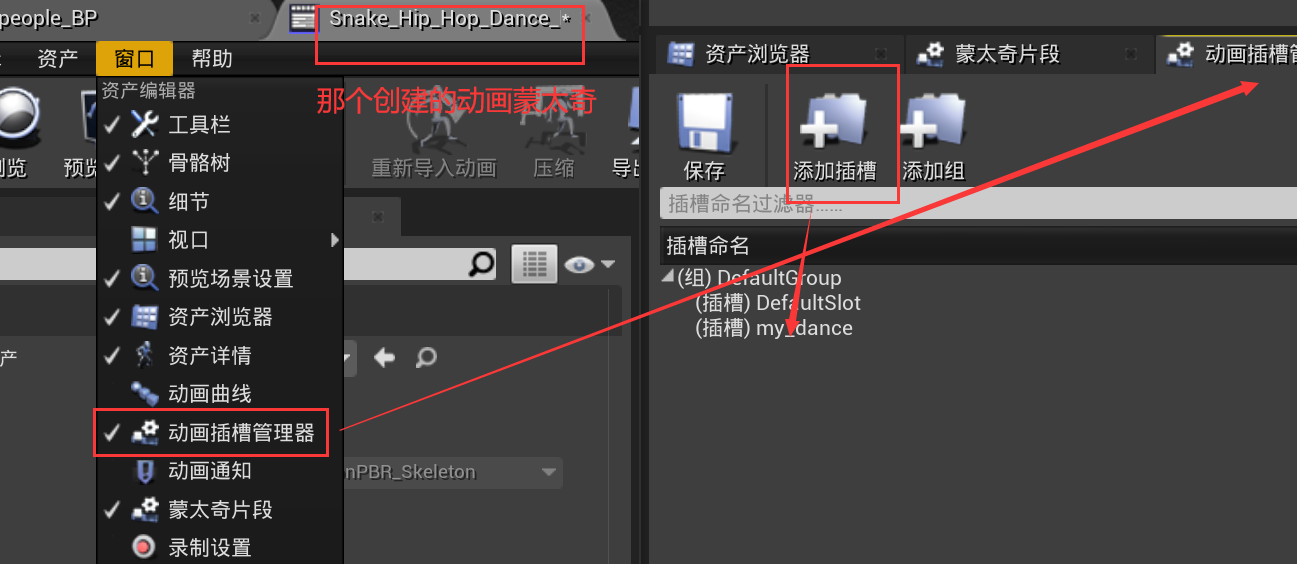 people_BP
Snake_Hip_Hop_Dance_*
资产
窗口
帮助
资产编辑器
那个创建的动画蒙太奇
工具栏
骨骼树
细节
视口
预览场景设置
资产浏览器
资产详情
动画曲线
动画插槽管理器
动画通知
蒙太奇片段
录制设置
浏览
预览
重新导入动画
压缩
导出
产
nPBR_Skeleton
资产浏览器
蒙太奇片段
动画插槽管
保存
添加插槽
添加组
插槽命名过滤器......
插槽命名
(组) DefaultGroup
(插槽) DefaultSlot
(插槽) my_dance